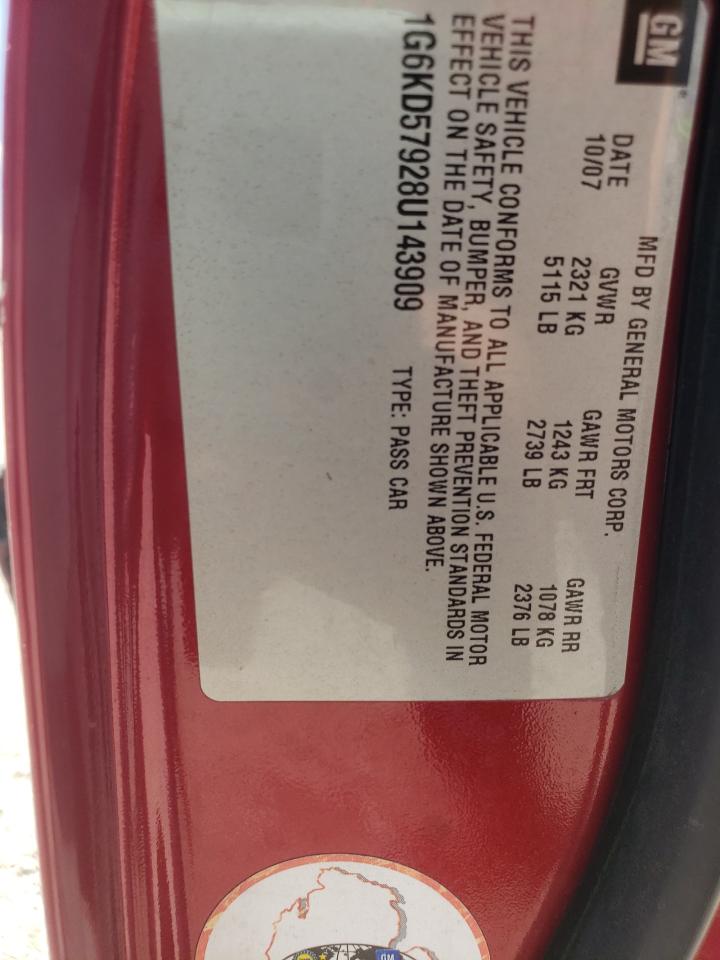 GM
MFD BY GENERAL MOTORS CORP.
DATE GVWR GAWR FRT GAWR RR
10/07 2321 KG 1243 KG 1078 KG
5115 LB 2739 LB 2376 LB
THIS VEHICLE CONFORMS TO ALL APPLICABLE U.S. FEDERAL MOTOR
VEHICLE SAFETY, BUMPER, AND THEFT PREVENTION STANDARDS IN
EFFECT ON THE DATE OF MANUFACTURE SHOWN ABOVE.
1G6KD57928U143909 TYPE: PASS CAR
GM